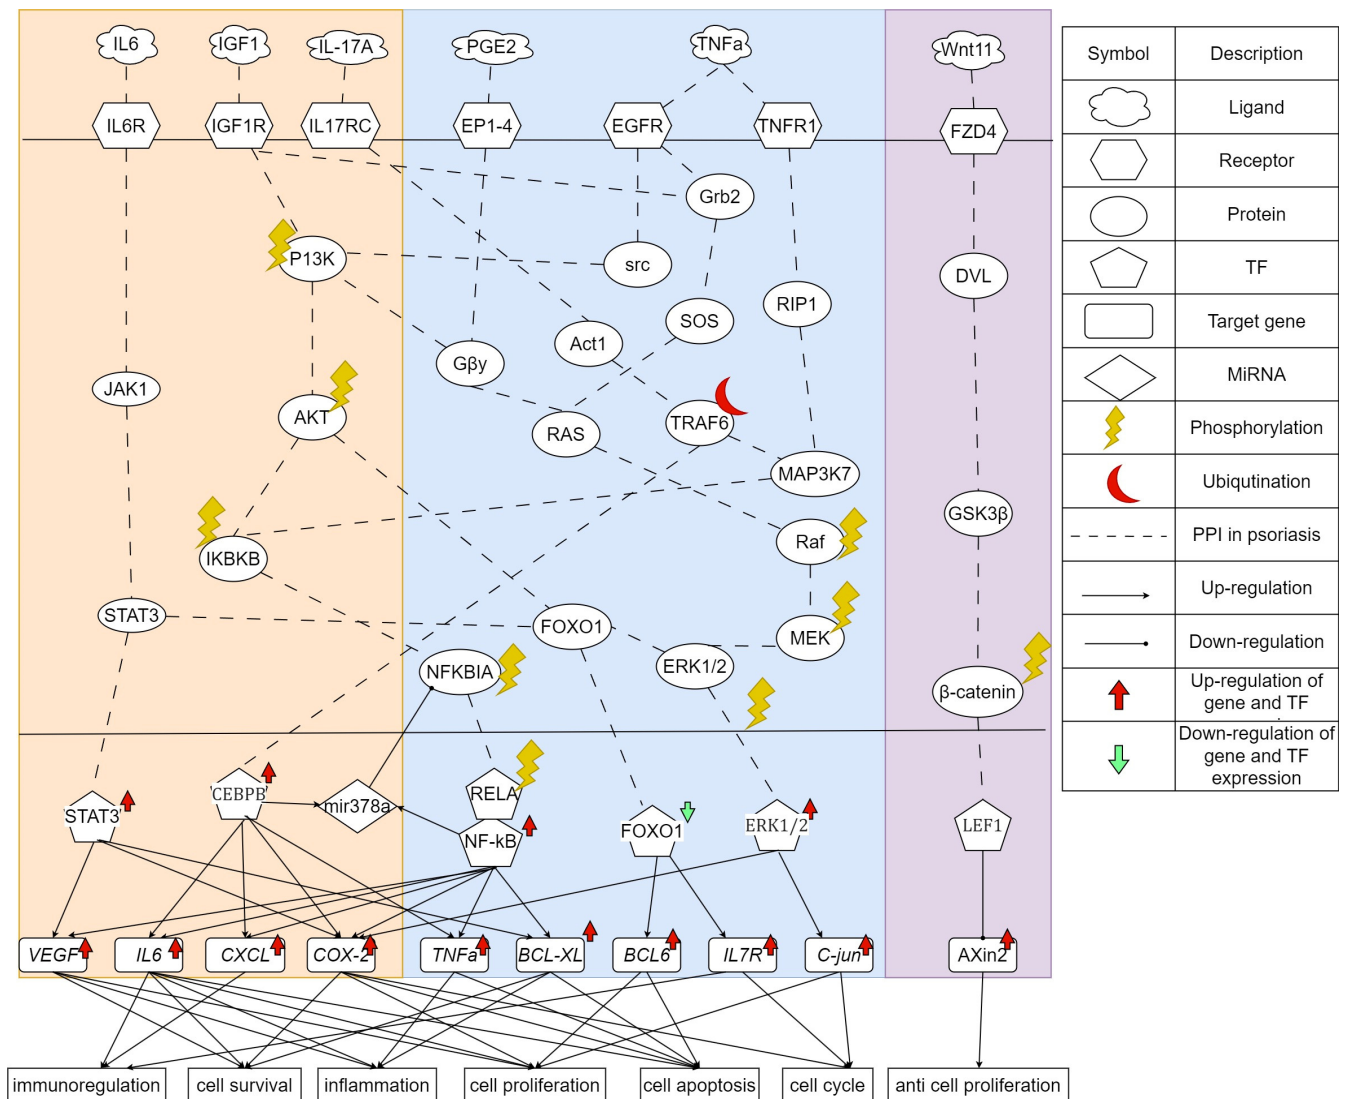 IL6
IGF1
IL-17A
PGE2
TNFa
Wnt11
IL6R
IGF1R
IL17RC
EP1-4
EGFR
TNFR1
FZD4
Grb2
P13K
src
DVL
RIP1
SOS
Act1
Gβy
JAK1
AKT
RAS
TRAF6
MAP3K7
GSK3β
Raf
IKBKB
STAT3
FOXO1
MEK
NFKBIA
ERK1/2
β-catenin
STAT3
CEBPB
mir378a
RELA
NF-kB
FOXO1
ERK1/2
LEF1
VEGF
IL6
CXCL
COX-2
TNFa
BCL-XL
BCL6
IL7R
C-jun
AXin2
immunoregulation
cell survival
inflammation
cell proliferation
cell apoptosis
cell cycle
anti cell proliferation
Symbol
Description
Ligand
Receptor
Protein
TF
Target gene
MiRNA
Phosphorylation
Ubiqutination
PPI in psoriasis
Up-regulation
Down-regulation
Up-regulation of
gene and TF
Down-regulation of
gene and TF
expression